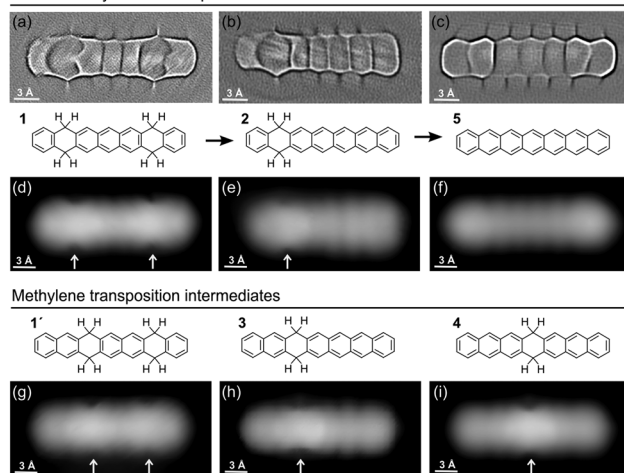 (a) (b) (c)
3 Å 3 Å 3 Å
1 H H H H 2 H H 5
H H H H H H
(d) (e) (f)
3 Å 3 Å 3 Å
Methylene transposition intermediates
1´ H H H H 3 H H 4 H H
H H H H H H H H
(g) (h) (i)
3 Å 3 Å 3 Å